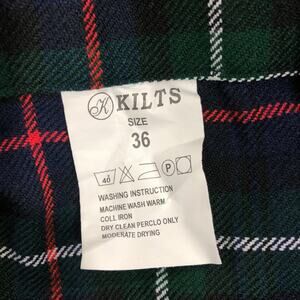 K KILTS
SIZE
36
40 P
WASHING INSTRUCTION
MACHINE WASH WARM
COLL IRON
DRY CLEAN PERCLO ONLY
MODERATE DRYING